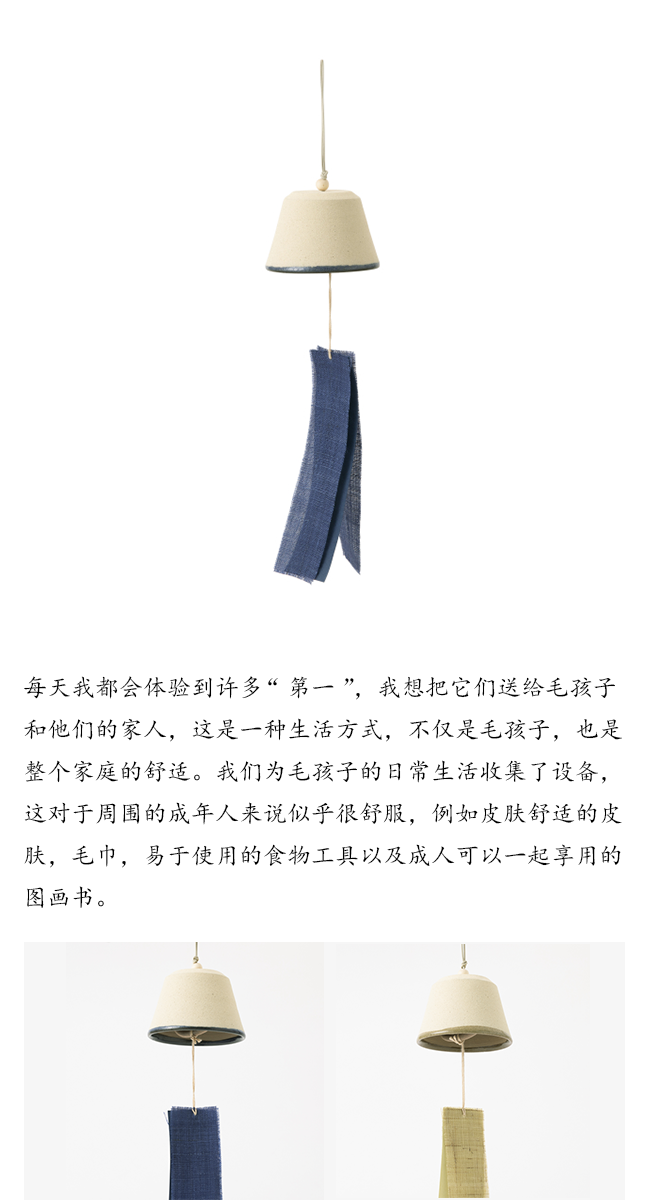 每天我都会体验到许多“ 第一 ”，我想把它们送给毛孩子
和他们的家人，这是一种生活方式，不仅是毛孩子，也是
整个家庭的舒适。我们为毛孩子的日常生活收集了设备，
这对于周围的成年人来说似乎很舒服，例如皮肤舒适的皮
肤，毛巾，易于使用的食物工具以及成人可以一起享用的
图画书。